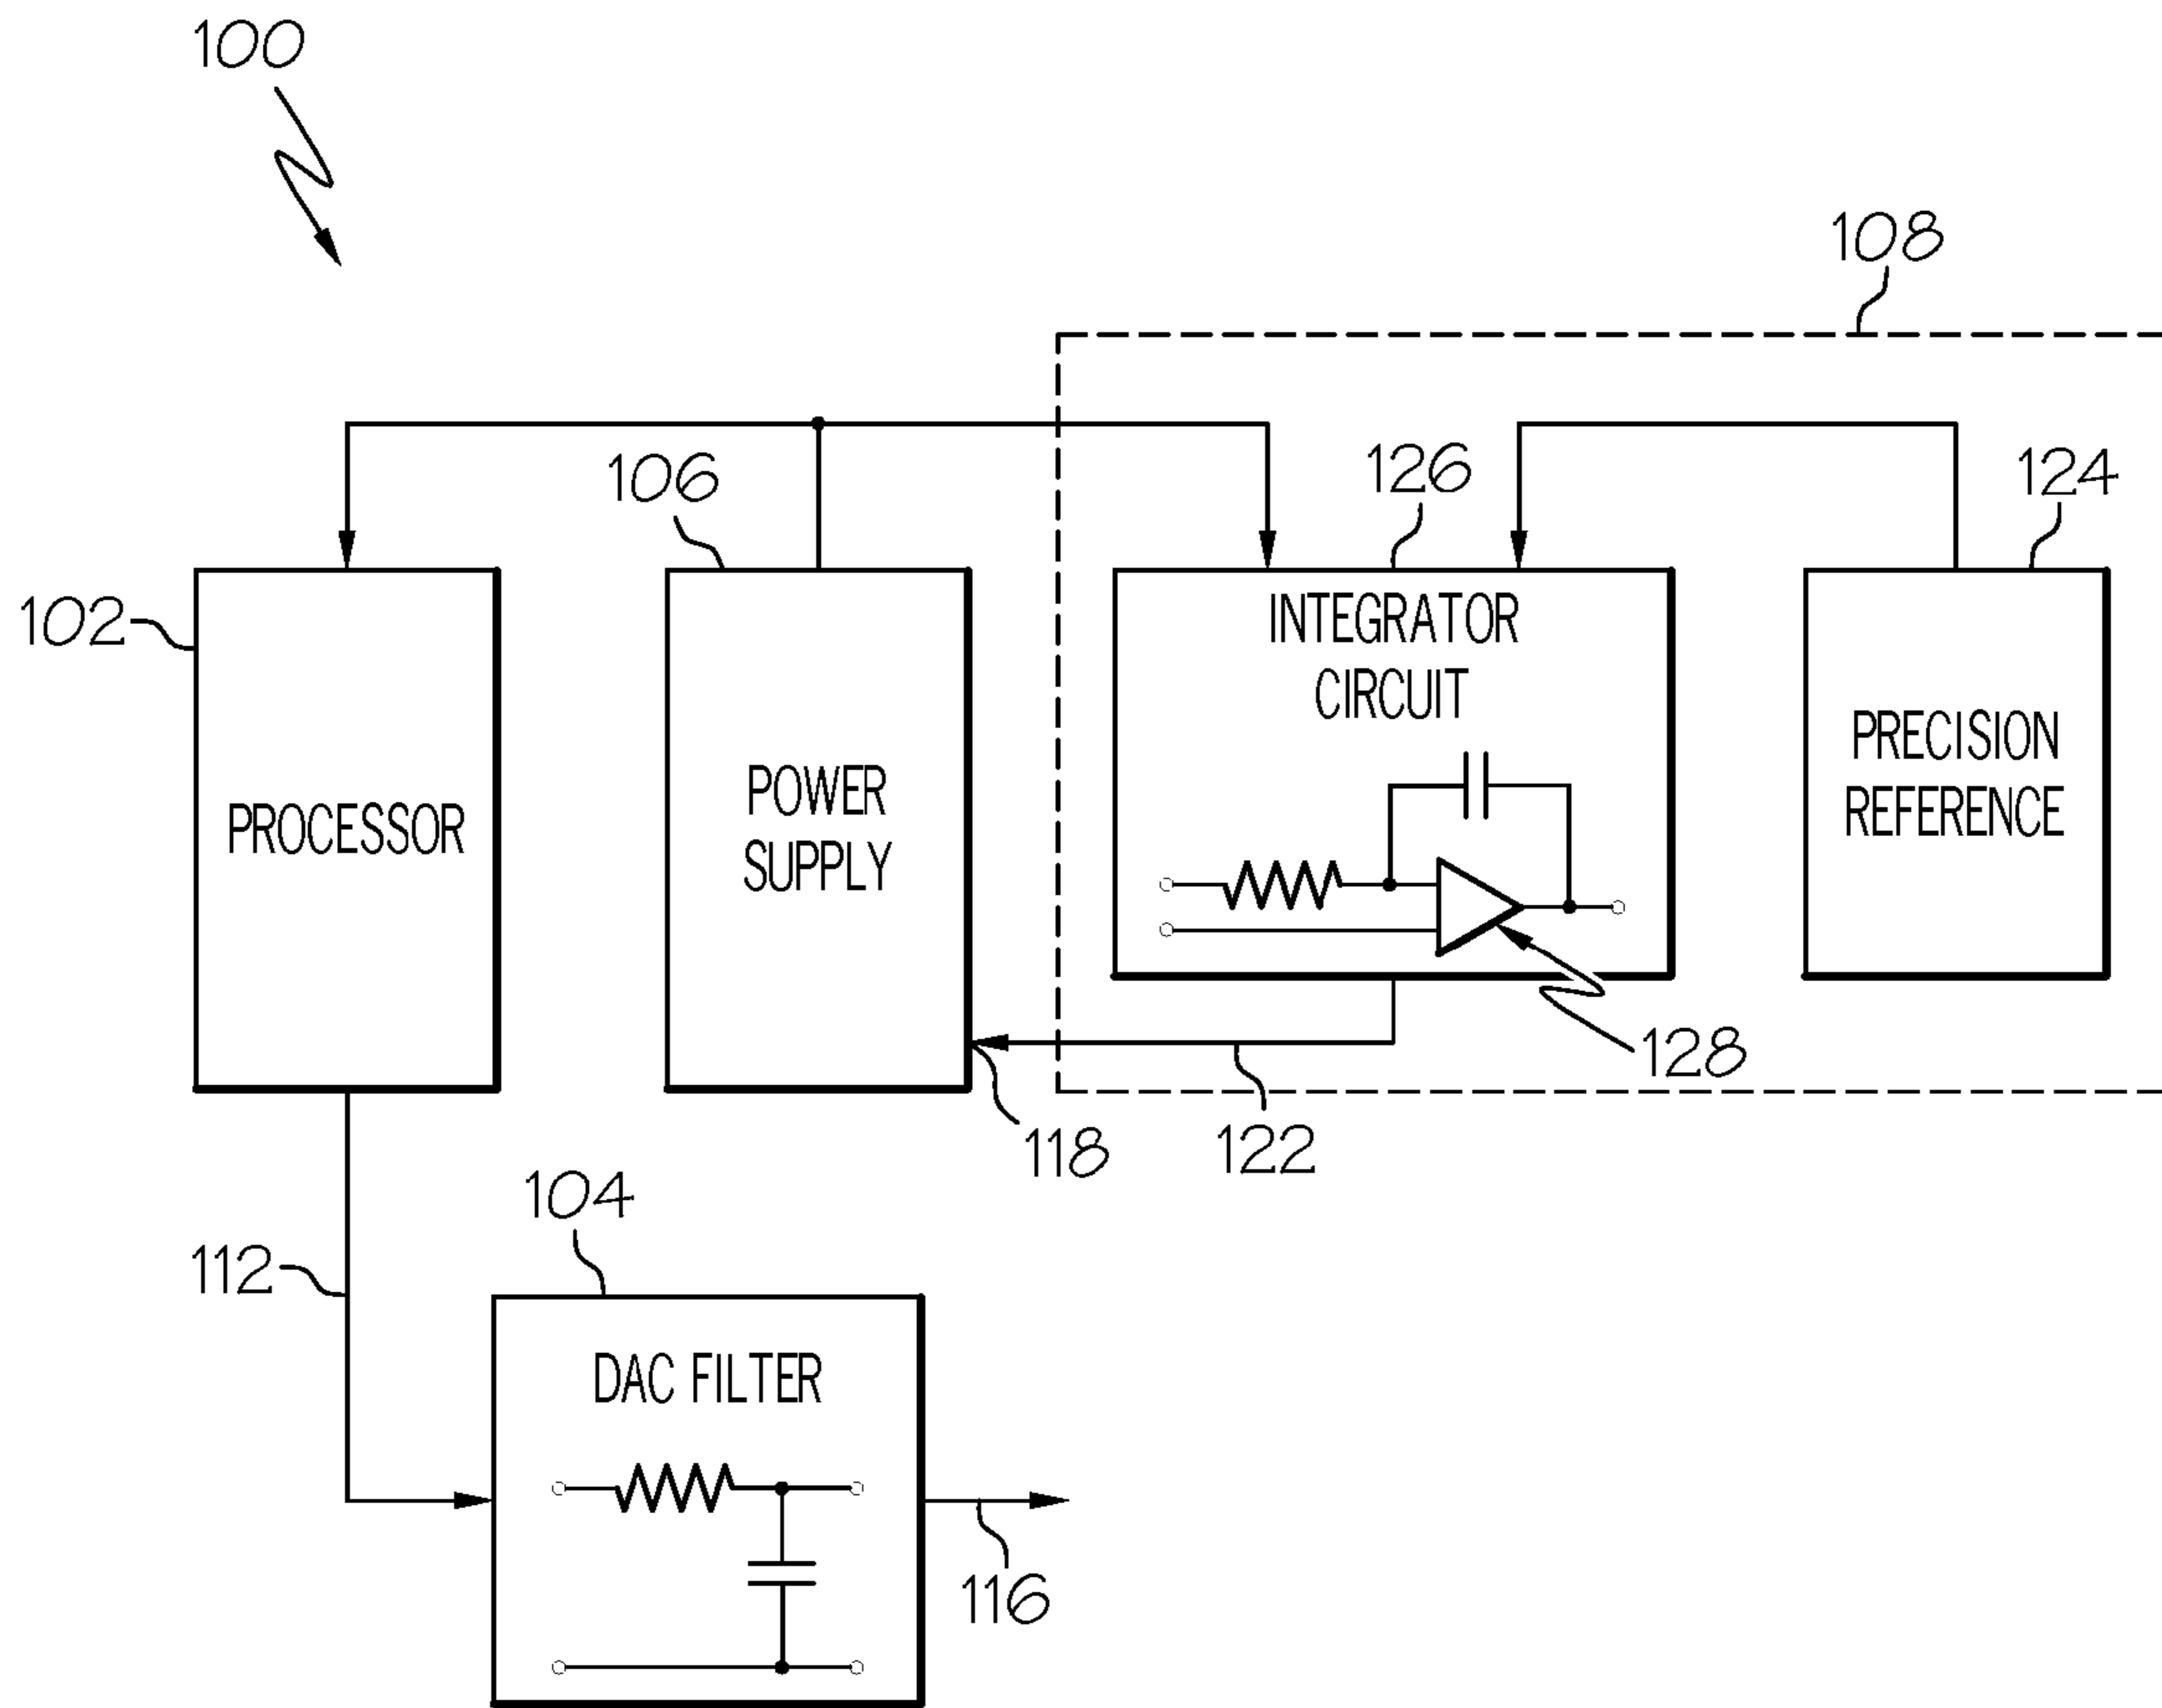 100
108
106
126
124
102
INTEGRATOR
CIRCUIT
PRECISION
REFERENCE
POWER
SUPPLY
PROCESSOR
128
118
122
104
112
DAC FILTER
116